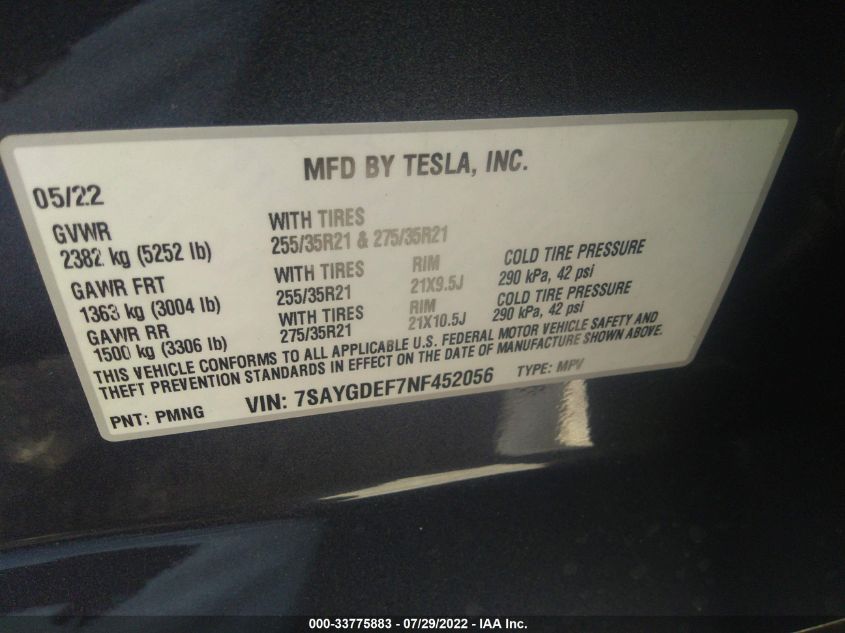 MFD BY TESLA, INC.
05/22
GVWR
2382 kg (5252 lb)
WITH TIRES
255/35R21 & 275/35R21
GAWR FRT
1363 kg (3004 lb)
WITH TIRES
255/35R21
RIM
21X9.5J
COLD TIRE PRESSURE
290 kPa, 42 psi
GAWR RR
1500 kg (3306 lb)
WITH TIRES
275/35R21
RIM
21X10.5J
COLD TIRE PRESSURE
290 kPa, 42 psi
THIS VEHICLE CONFORMS TO ALL APPLICABLE U.S. FEDERAL MOTOR VEHICLE SAFETY AND
THEFT PREVENTION STANDARDS IN EFFECT ON THE DATE OF MANUFACTURE SHOWN ABOVE.
PNT: PMNG VIN: 7SAYGDEF7NF452056 TYPE: MPV
000-33775883 - 07/29/2022 - IAA Inc.